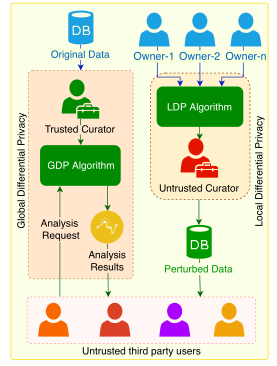 DB
Original Data
Owner-1
Owner-2
Owner-n
Global Differential Privacy
Trusted Curator
GDP Algorithm
Analysis
Request
Analysis
Results
LDP Algorithm
Untrusted Curator
Local Differential Privacy
DB
Perturbed Data
Untrusted third party users